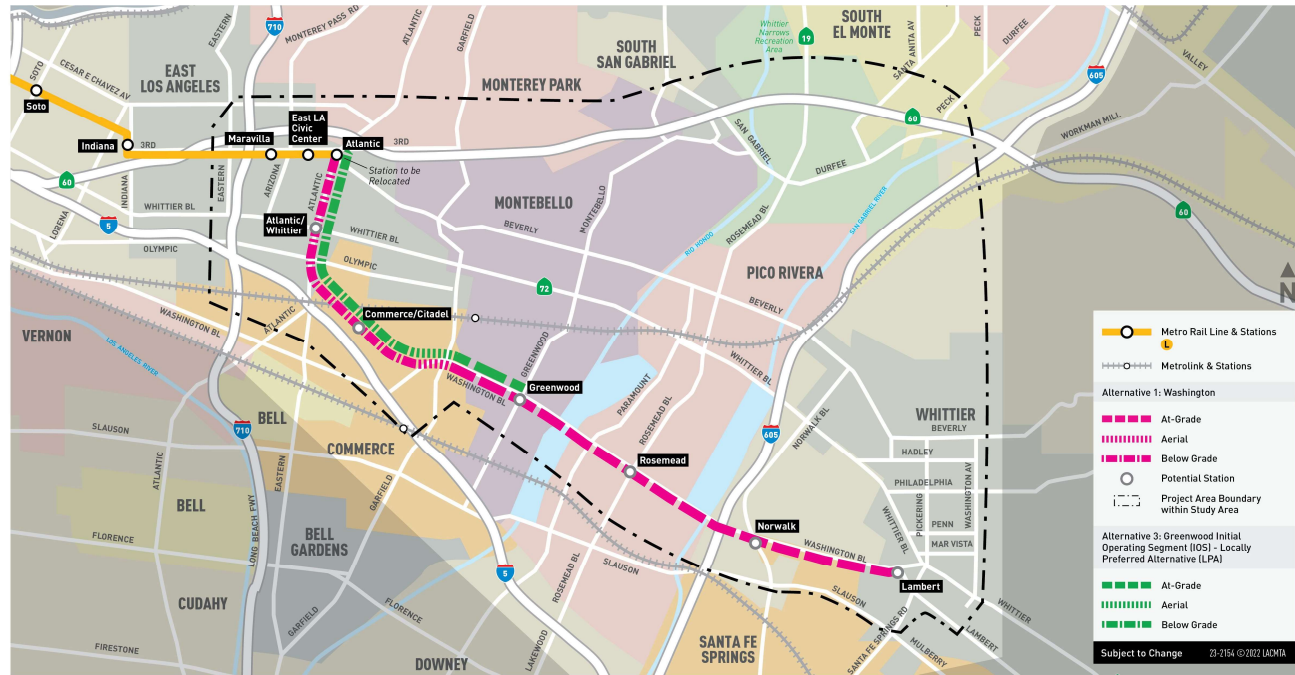 710
MONTEREY PASS RD
ATLANTIC
GARFIELD
EASTERN
Whittier
Narrows
Recreation
Area
19
SOUTH
EL MONTE
SANTA ANITA AV
PECK
DURFEE
PECK
605
VALLEY
WORKMAN MILL
SOTO
Soto
CESAR E CHAVEZ AV
EAST
LOS ANGELES
MONTEREY PARK
SOUTH
SAN GABRIEL
60
Indiana
3RD
Maravilla
East LA
Civic
Center
Atlantic
3RD
Station to be
Relocated
SAN GABRIEL
DURFEE
60
INDIANA
EASTERN
ARIZONA
ATLANTIC
LORENA
WHITTIER BL
5
OLYMPIC
Atlantic/
Whittier
WHITTIER BL
OLYMPIC
MONTEBELLO
MONTEBELLO
BEVERLY
RIO HONDO
ROSEMEAD BL
SAN GABRIEL RIVER
60
PICO RIVERA
BEVERLY
72
N
VERNON
WASHINGTON BL
LOS ANGELES RIVER
ATLANTIC
Commerce/Citadel
GREENWOOD
WASHINGTON BL
Greenwood
WHITTIER BL
PARAMOUNT
ROSEMEAD BL
605
NORWALK BL
WHITTIER
BEVERLY
HADLEY
PHILADELPHIA
PICKERING
WASHINGTON AV
PENN
MAR VISTA
WHITTIER BL
BELL
710
COMMERCE
SLAUSON
ATLANTIC
EASTERN
GARFIELD
BELL
BELL
GARDENS
LONG BEACH FWY
FLORENCE
CUDAHY
GARFIELD
FLORENCE
FIRESTONE
DOWNEY
5
Rosemead
ROSEMEAD BL
LAKEWOOD
SLAUSON
Norwalk
WASHINGTON BL
Lambert
SLAUSON
SANTA FE
SPRINGS
SANTA FE SPRINGS RD
MULBERRY
LAMBERT
WHITTIER
Metro Rail Line & Stations
L
Metrolink & Stations
Alternative 1: Washington
At-Grade
Aerial
Below Grade
Potential Station
Project Area Boundary
within Study Area
Alternative 3: Greenwood Initial
Operating Segment (IOS) - Locally
Preferred Alternative (LPA)
At-Grade
Aerial
Below Grade
Subject to Change 23-2154 ©2022 LACMTA